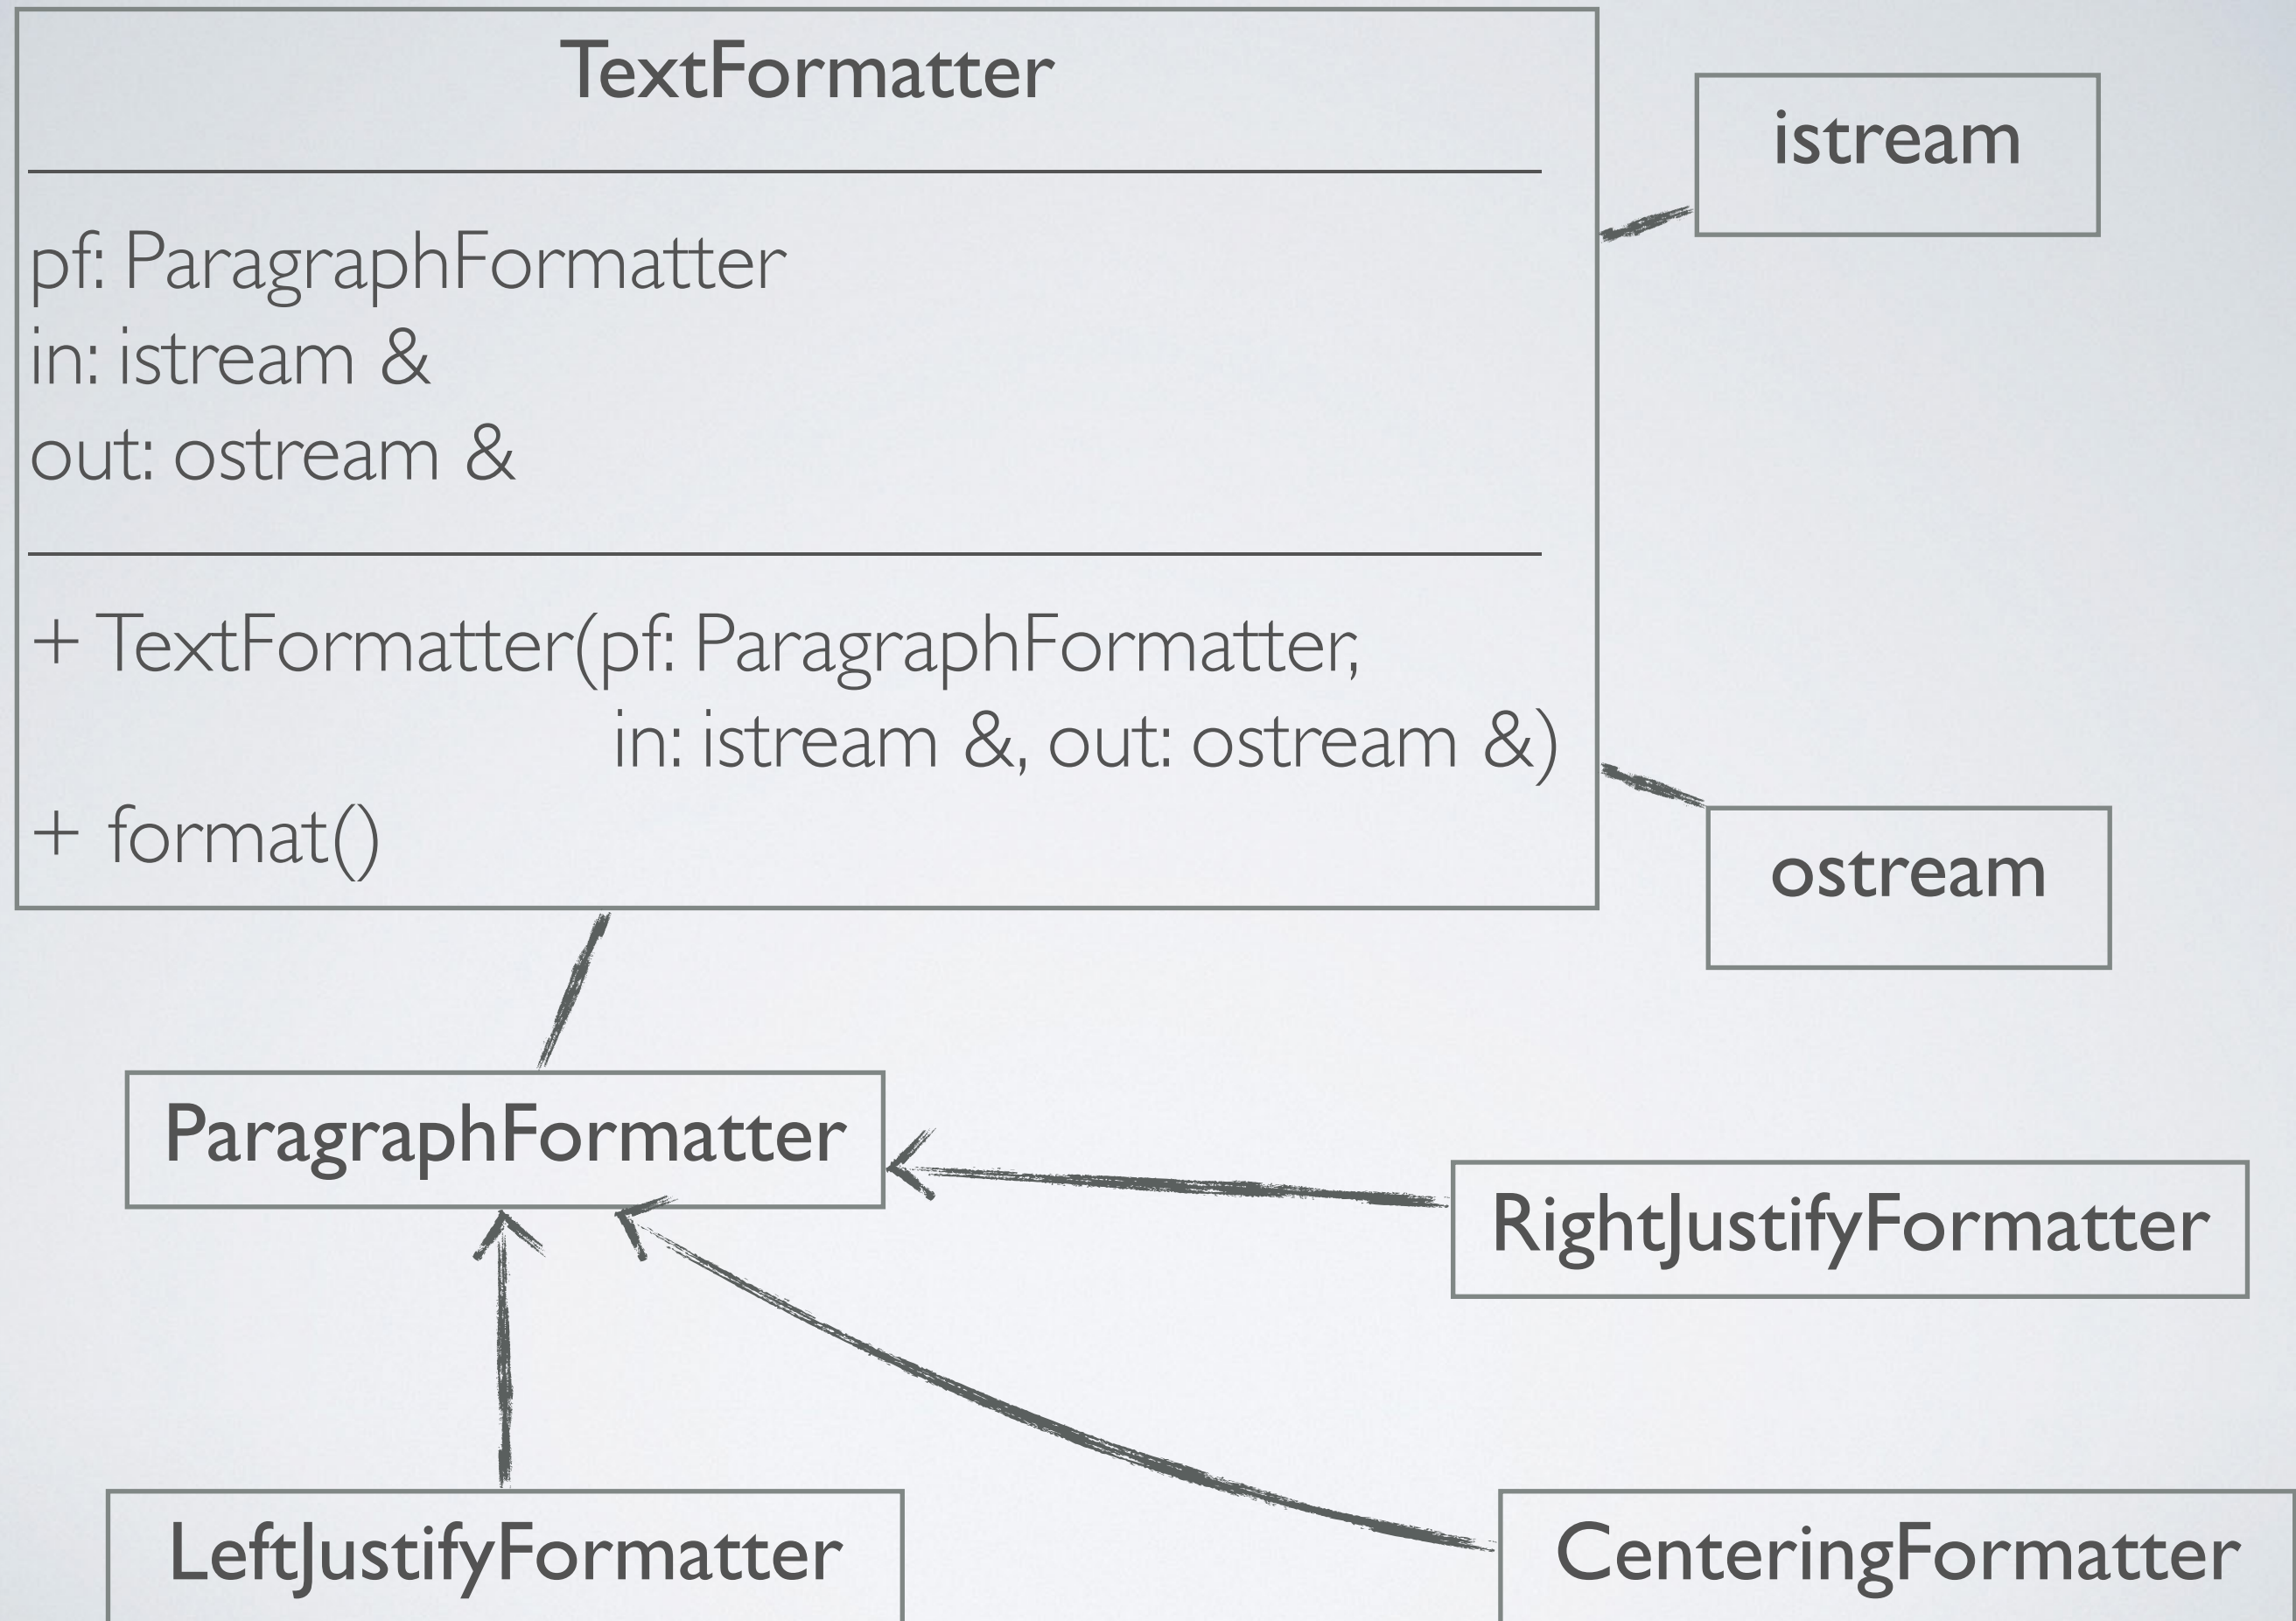 TextFormatter
pf: ParagraphFormatter
in: istream &
out: ostream &
+ TextFormatter(pf: ParagraphFormatter,
in: istream &, out: ostream &)
+ format()
istream
ostream
ParagraphFormatter
RightJustifyFormatter
LeftJustifyFormatter
CenteringFormatter